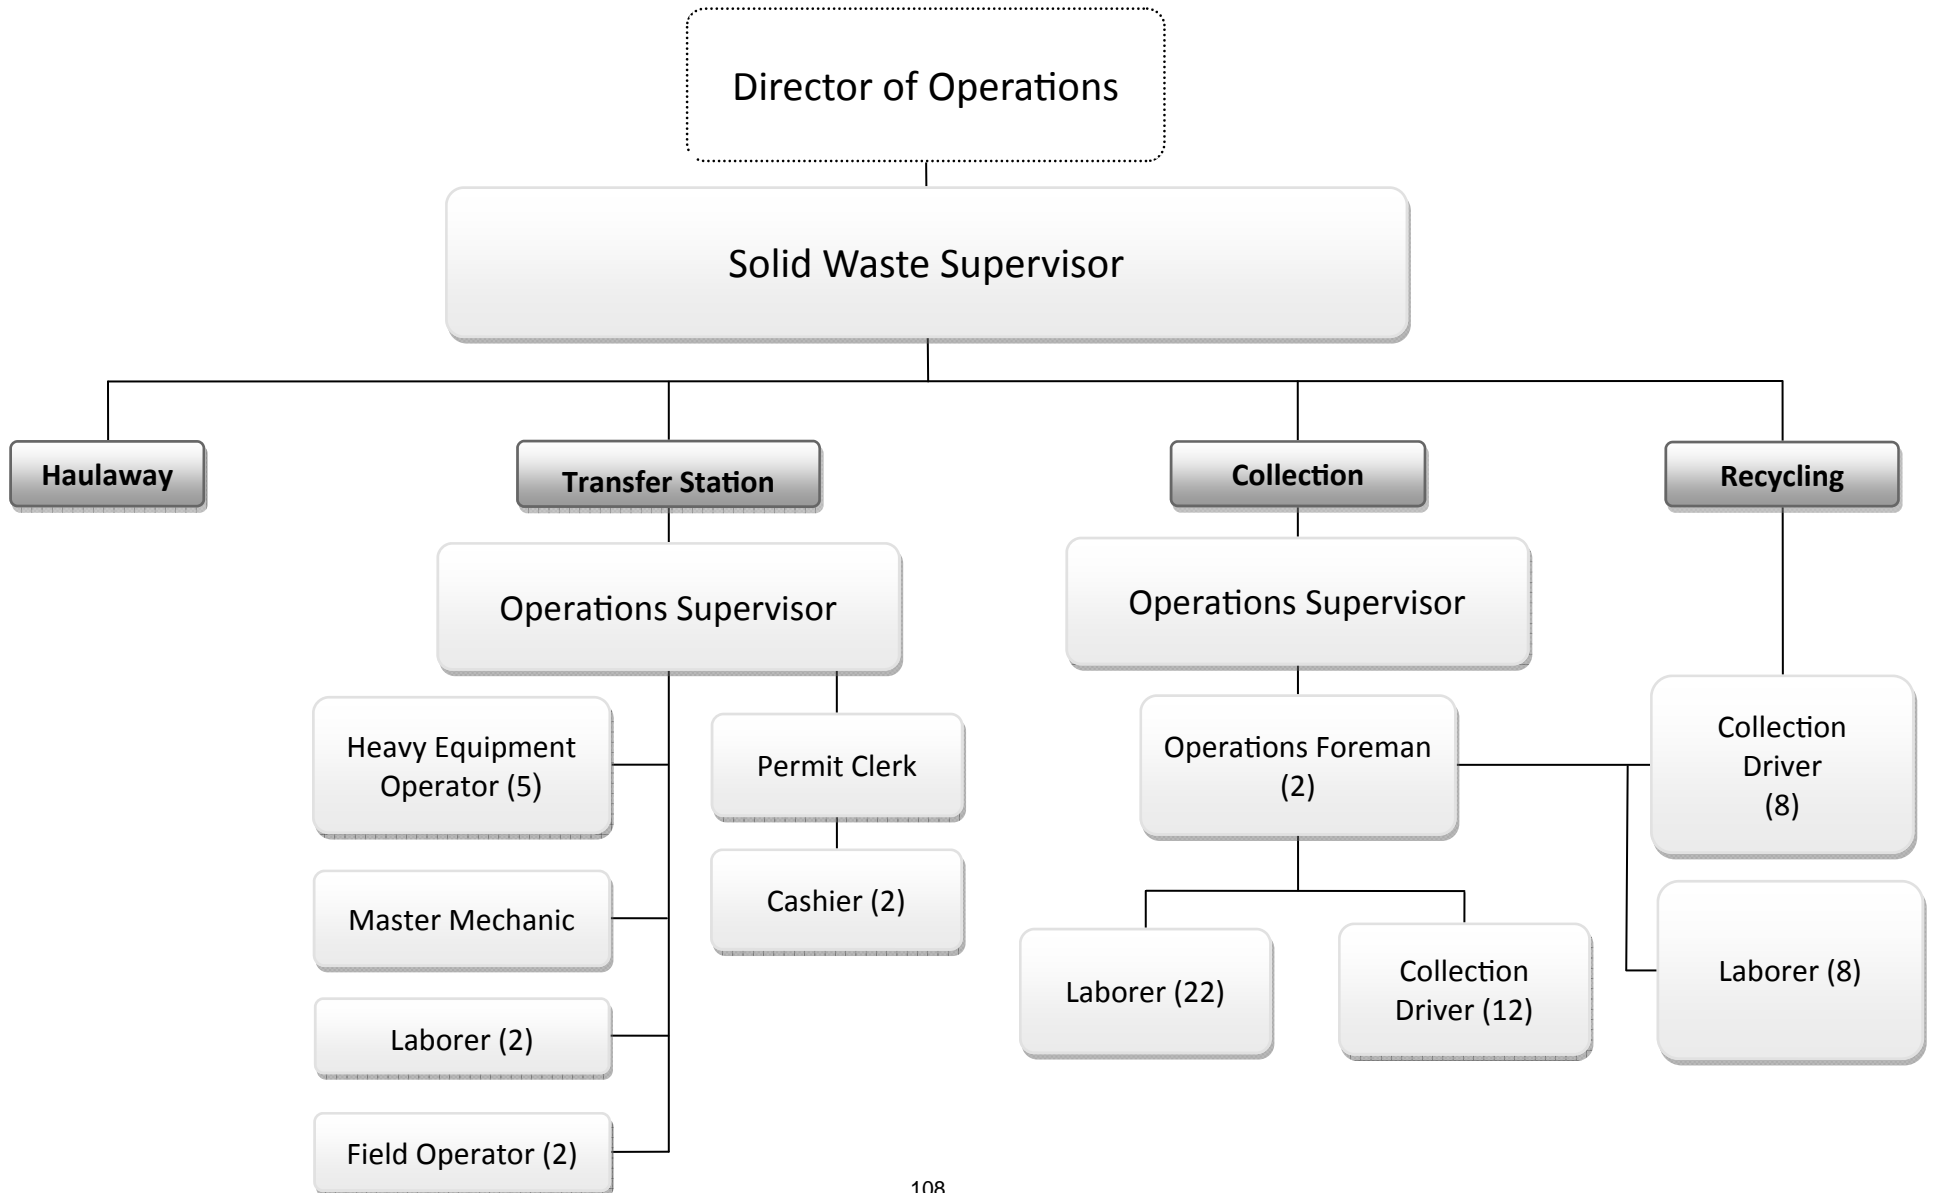 Director of Operations
Solid Waste Supervisor
Haulaway
Transfer Station
Collection
Recycling
Operations Supervisor
Operations Supervisor
Heavy Equipment
Operator (5)
Permit Clerk
Operations Foreman
(2)
Collection
Driver
(8)
Master Mechanic
Cashier (2)
Laborer (2)
Laborer (22)
Collection
Driver (12)
Laborer (8)
Field Operator (2)
108